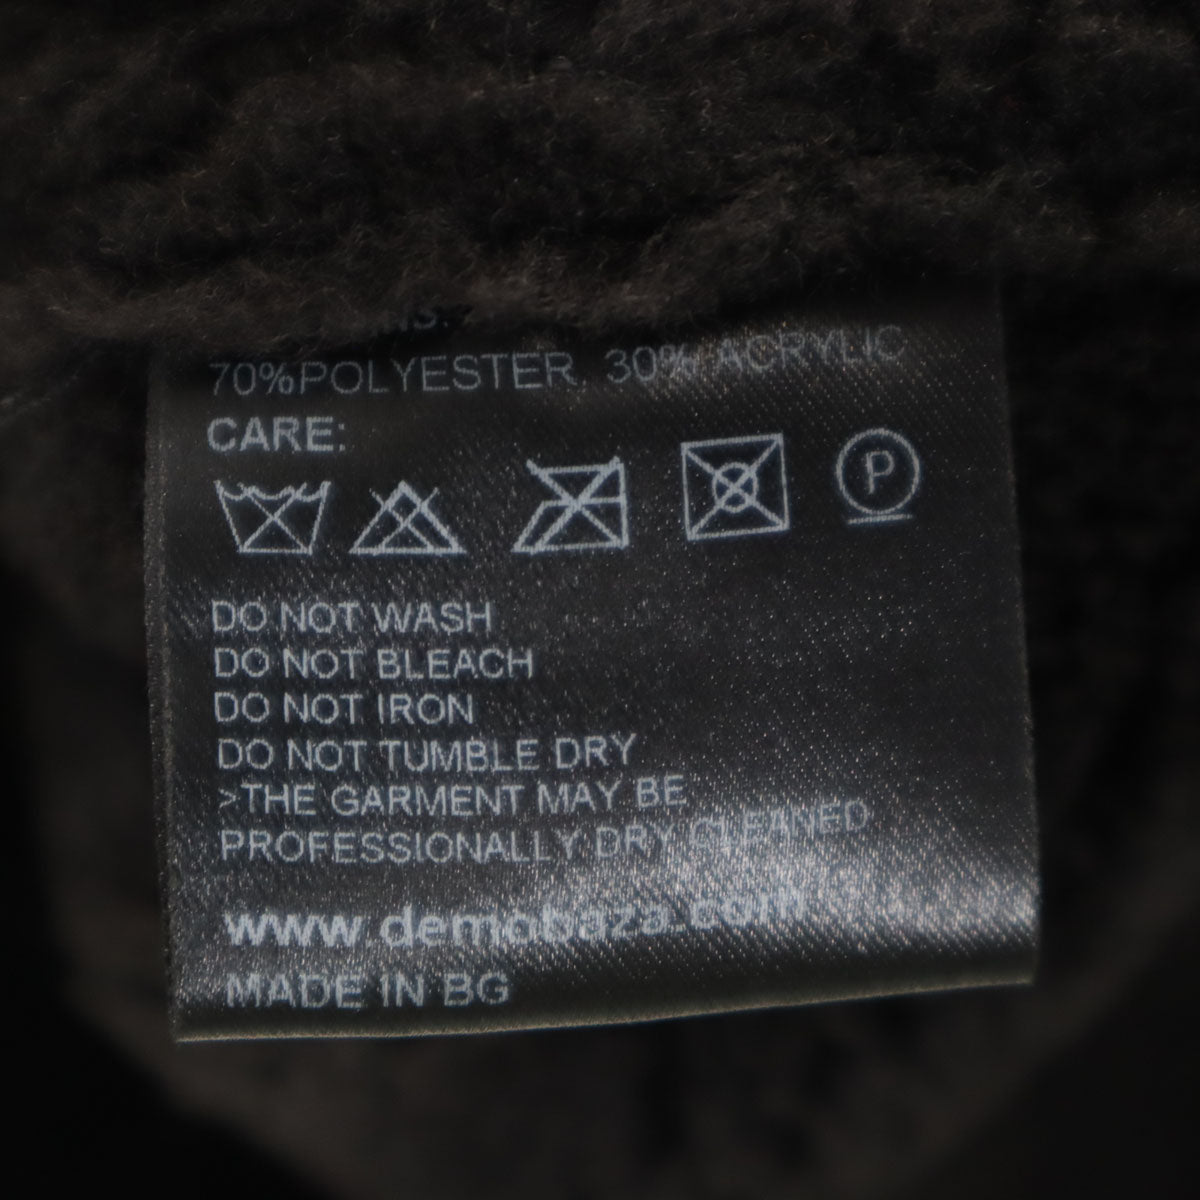 70%POLYESTER, 30% ACRYLIC
CARE:
P
DO NOT WASH
DO NOT BLEACH
DO NOT IRON
DO NOT TUMBLE DRY
>THE GARMENT MAY BE
PROFESSIONALLY DRY CLEANED
www.demobaza.com
MADE IN BG